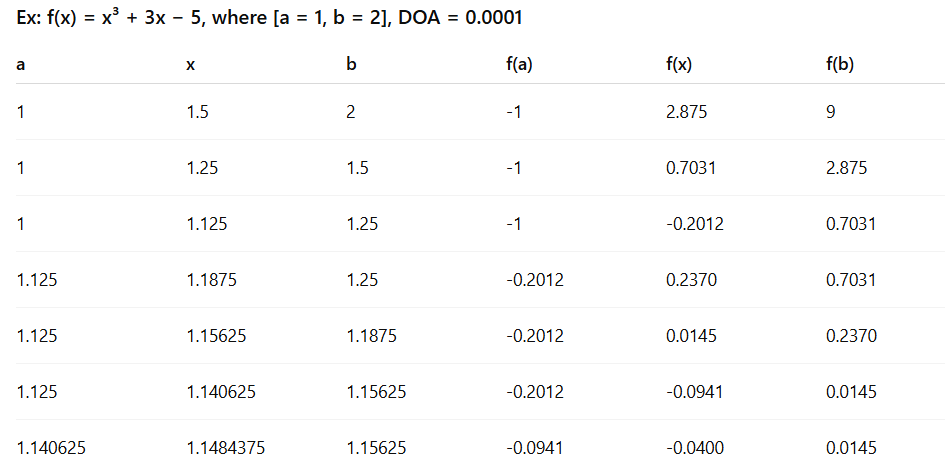 Ex: f(x) = x³ + 3x − 5, where [a = 1, b = 2], DOA = 0.0001
a x b f(a) f(x) f(b)
1 1.5 2 -1 2.875 9
1 1.25 1.5 -1 0.7031 2.875
1 1.125 1.25 -1 -0.2012 0.7031
1.125 1.1875 1.25 -0.2012 0.2370 0.7031
1.125 1.15625 1.1875 -0.2012 0.0145 0.2370
1.125 1.140625 1.15625 -0.2012 -0.0941 0.0145
1.140625 1.1484375 1.15625 -0.0941 -0.0400 0.0145